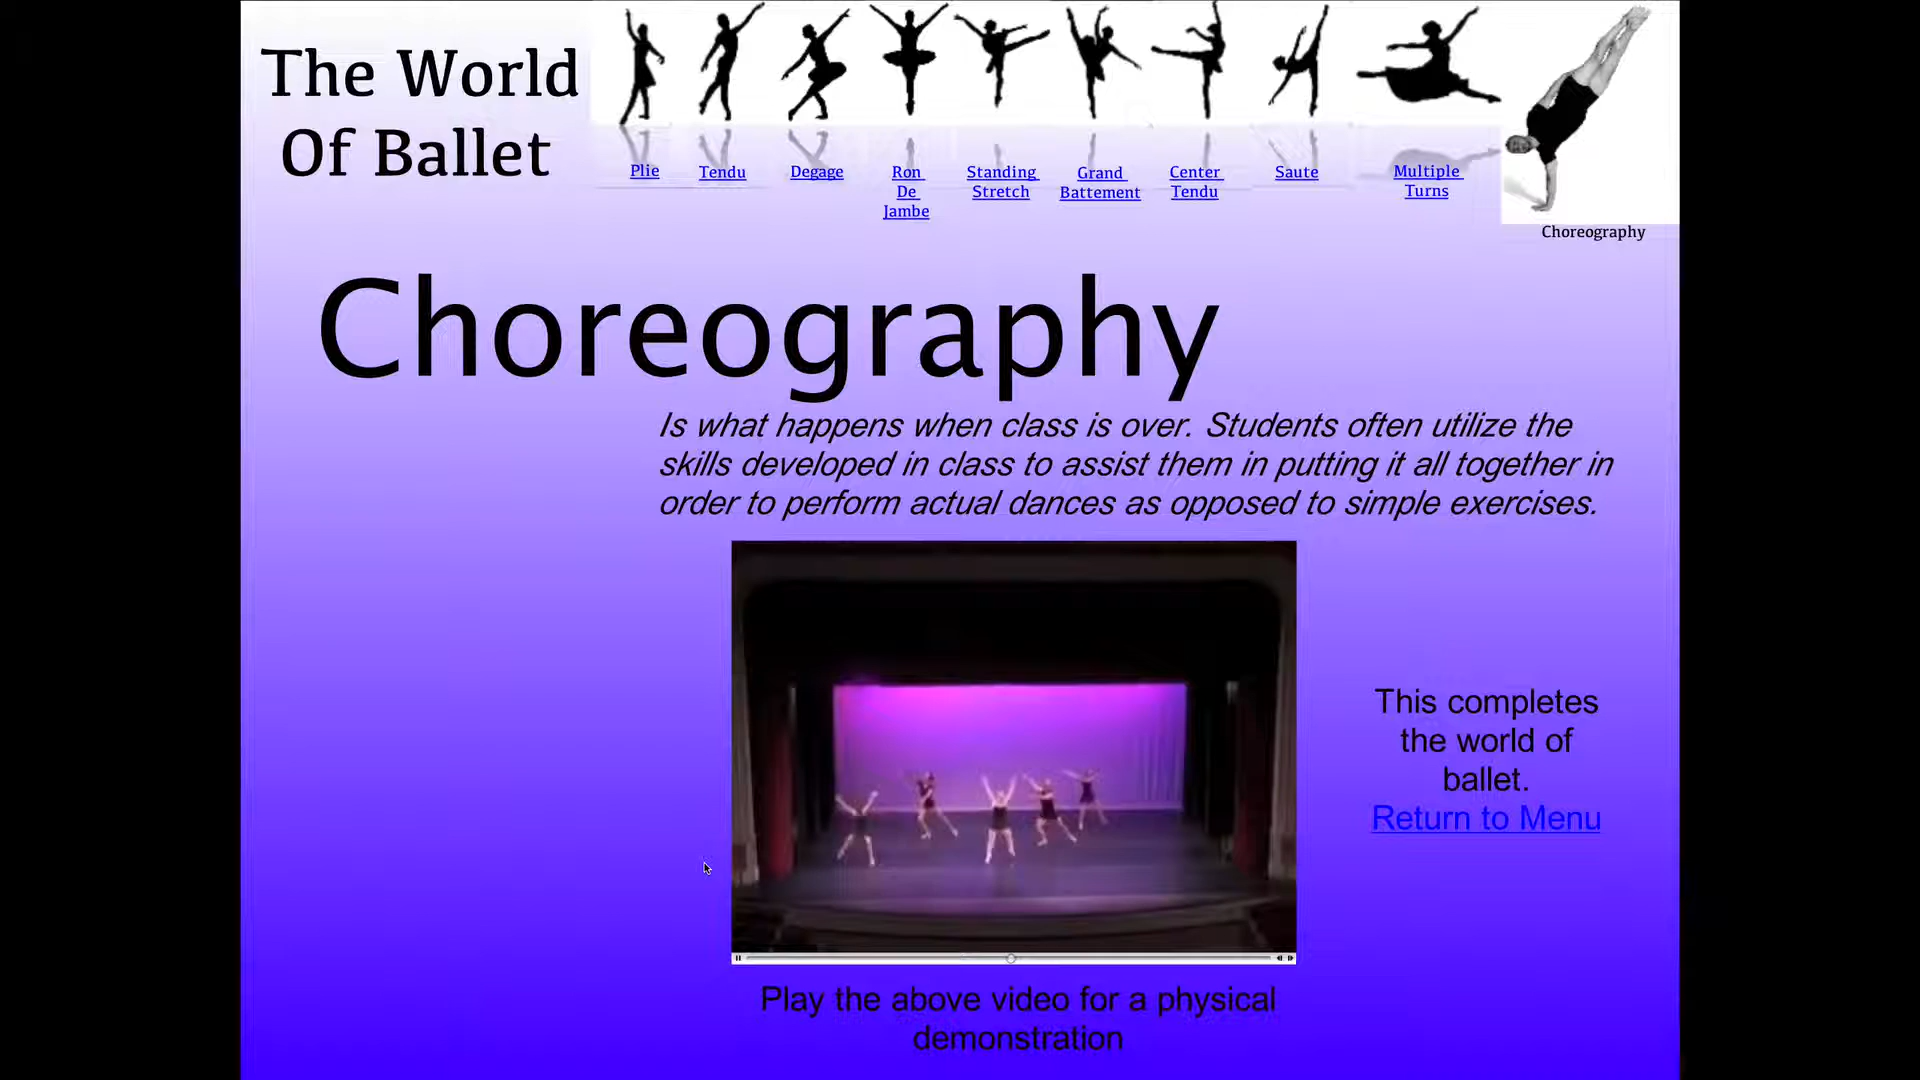 The World
Of Ballet
Plie
Tendu
Degage
Ron
De
Jambe
Standing
Stretch
Grand
Battement
Center
Tendu
Saute
Multiple
Turns
Choreography
Choreography
Is what happens when class is over. Students often utilize the
skills developed in class to assist them in putting it all together in
order to perform actual dances as opposed to simple exercises.
This completes
the world of
ballet.
Return to Menu
Play the above video for a physical
demonstration